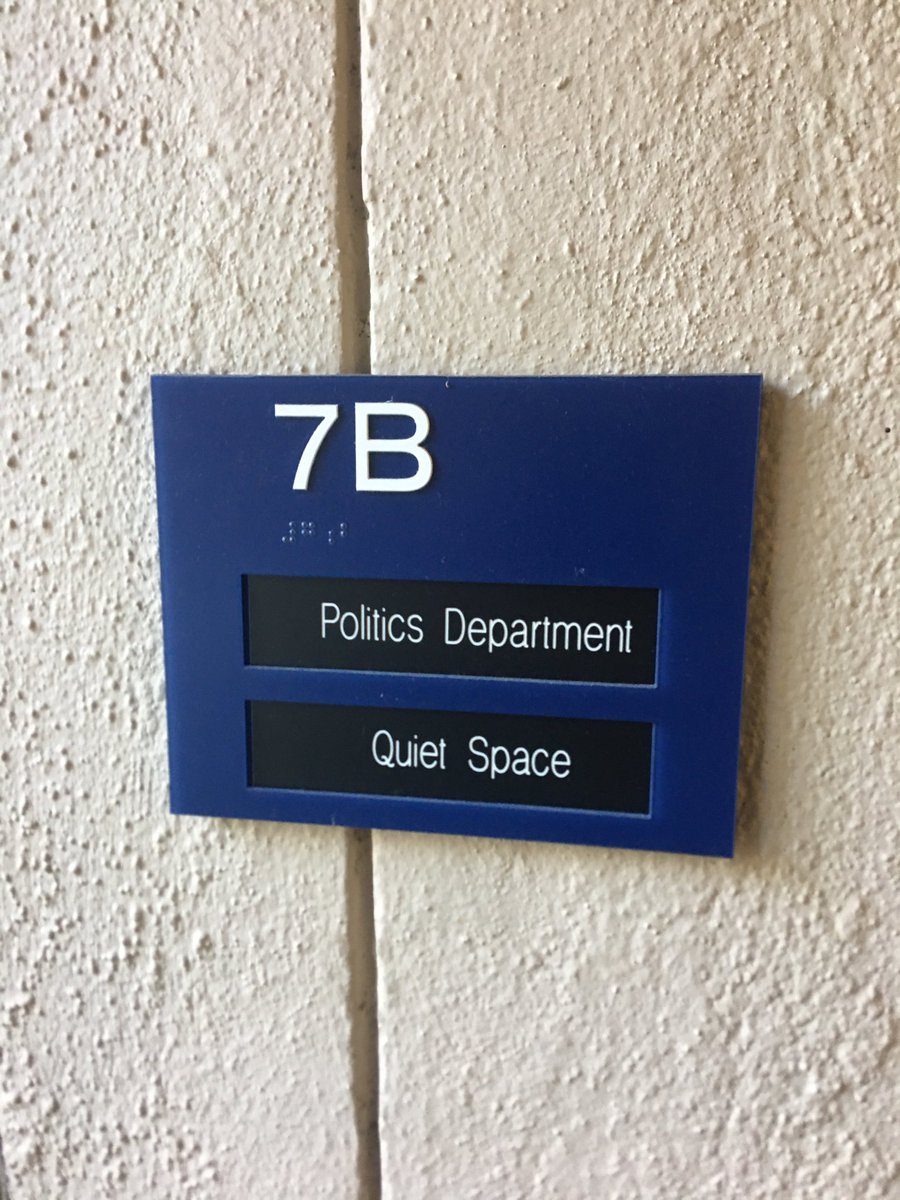 7B
Politics Department
Quiet Space